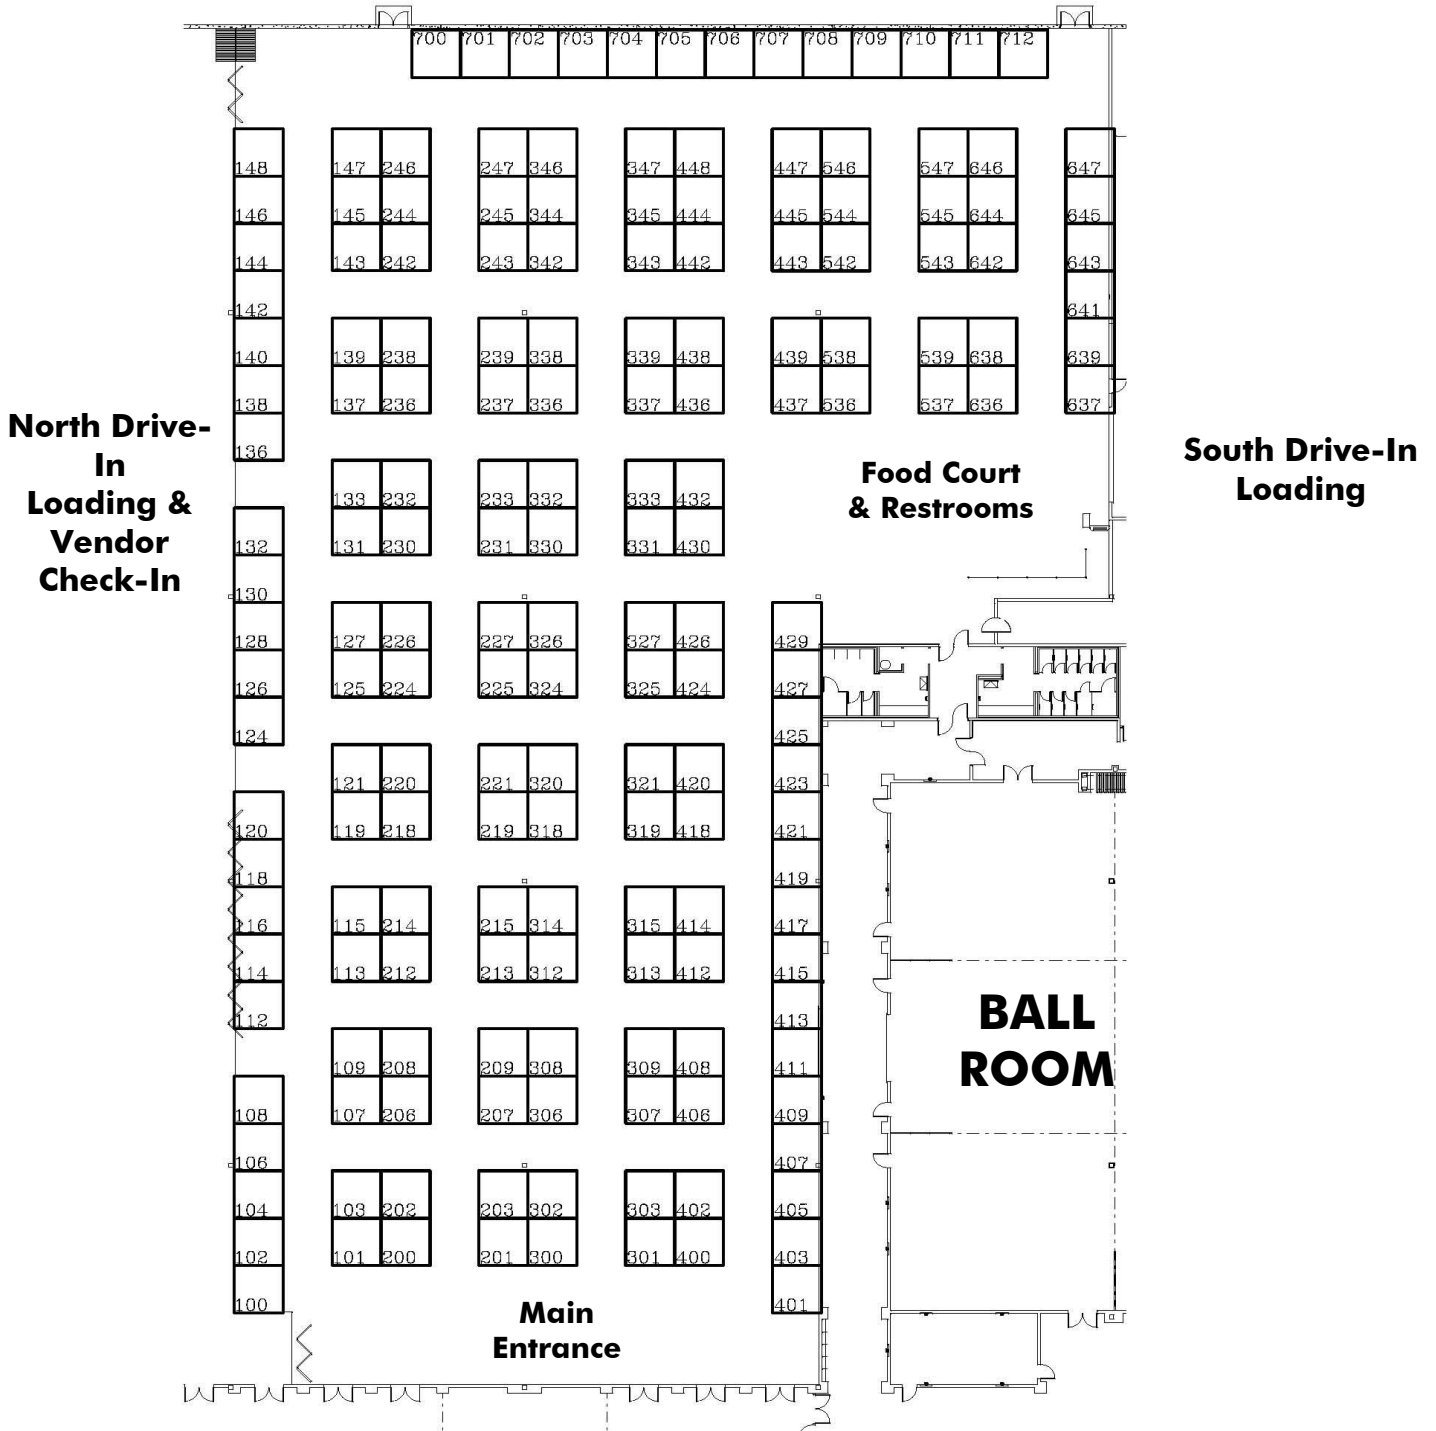 700 701 702 703 704 705 706 707 708 709 710 711 712
148 147 246 247 346 347 448 447 546 547 646 647
146 145 244 245 344 345 444 445 544 545 644 645
144 143 242 243 342 343 442 443 542 543 642 643
142 641
140 139 238 239 338 339 438 439 538 539 638 639
138 137 236 237 336 337 436 437 536 537 636 637
136
North Drive-
In
Loading &
Vendor
Check-In
Food Court
& Restrooms
South Drive-In
Loading
133 232 233 332 333 432
132 131 230 231 330 331 430
130
128 127 226 227 326 327 426 429
126 125 224 225 324 325 424 427
124 425
121 220 221 320 321 420 423
120 119 218 219 318 319 418 421
118 419
116 115 214 215 314 315 414 417
114 113 212 213 312 313 412 415
112 413
BALL
ROOM
109 208 209 308 309 408 411
108 107 206 207 306 307 406 409
106 407
104 103 202 203 302 303 402 405
102 101 200 201 300 301 400 403
100 401
Main
Entrance